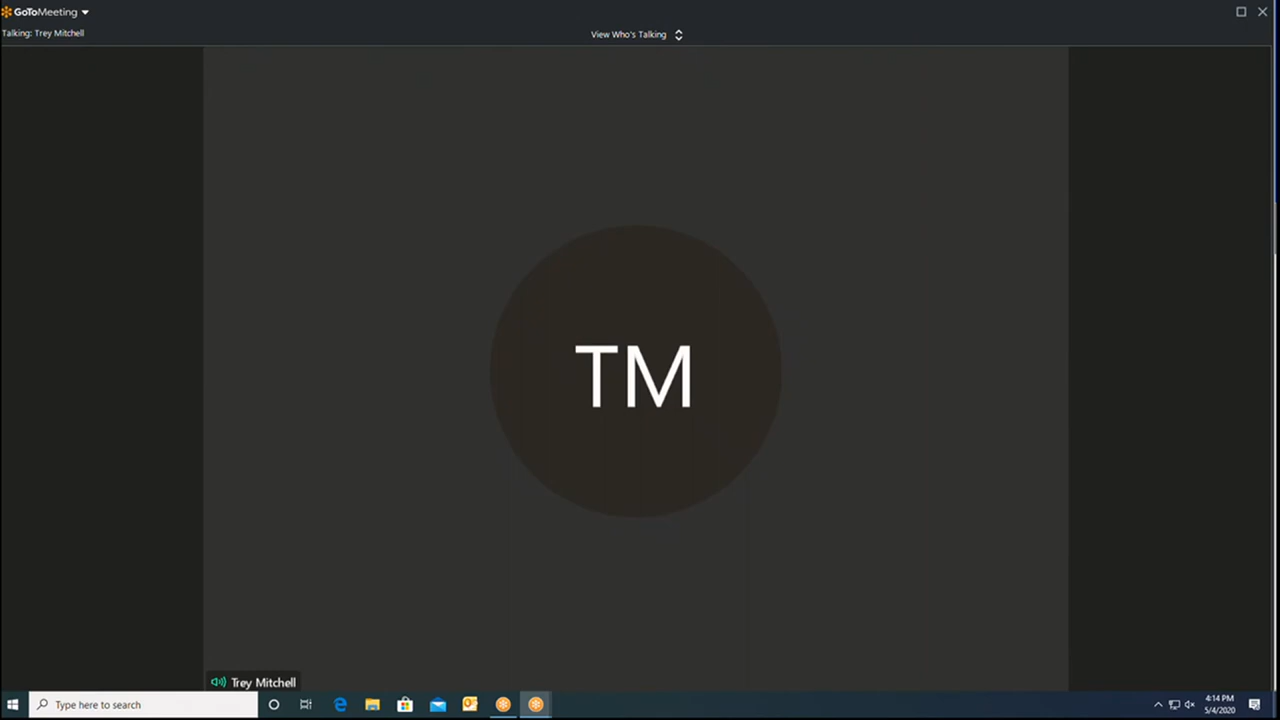 GoToMeeting
Talking: Trey Mitchell
View Who's Talking
TM
Trey Mitchell
Type here to search
4:14 PM
5/4/2020